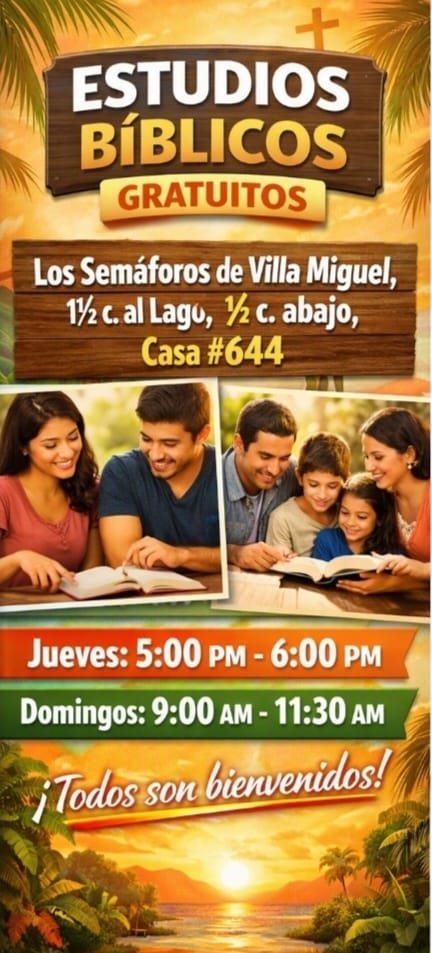 ESTUDIOS
BÍBLICOS
GRATUITOS
Los Semáforos de Villa Miguel,
1½ c. al Lago, ½ c. abajo,
Casa #644
Jueves: 5:00 PM - 6:00 PM
Domingos: 9:00 AM - 11:30 AM
¡Todos son bienvenidos!